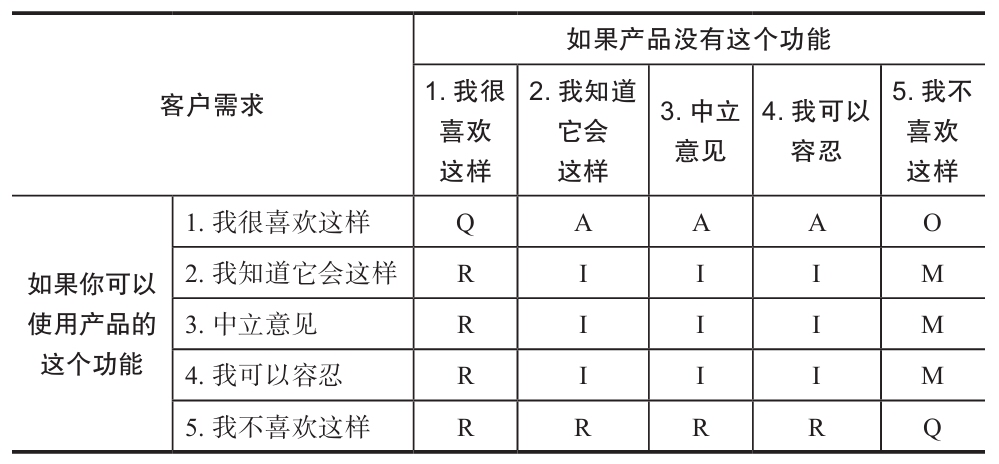 客户需求
如果产品没有这个功能
1. 我很
喜欢
这样
2. 我知道
它会
这样
3. 中立
意见
4. 我可以
容忍
5. 我不
喜欢
这样
如果你可以
使用产品的
这个功能
1. 我很喜欢这样 Q A A A O
2. 我知道它会这样 R I I I M
3. 中立意见 R I I I M
4. 我可以容忍 R I I I M
5. 我不喜欢这样 R R R R Q